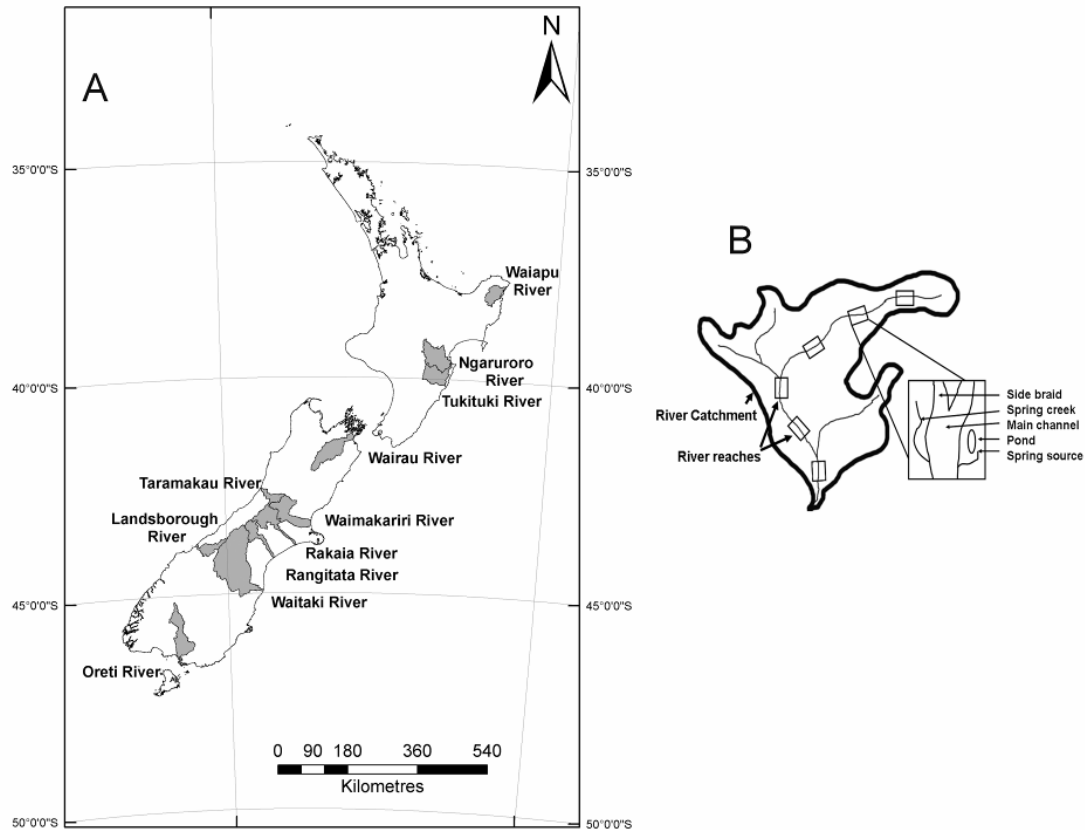 A
N
35°0'0"S
35°0'0"S
Waiapu
River
Ngaruroro
River
40°0'0"S
40°0'0"S
Tukituki River
Wairau River
Taramakau River
Landsborough
River
Waimakariri River
Rakaia River
Rangitata River
45°0'0"S
45°0'0"S
Waitaki River
Oreti River
0 90 180 360 540
Kilometres
50°0'0"S
50°0'0"S
B
River Catchment
River reaches
Side braid
Spring creek
Main channel
Pond
Spring source